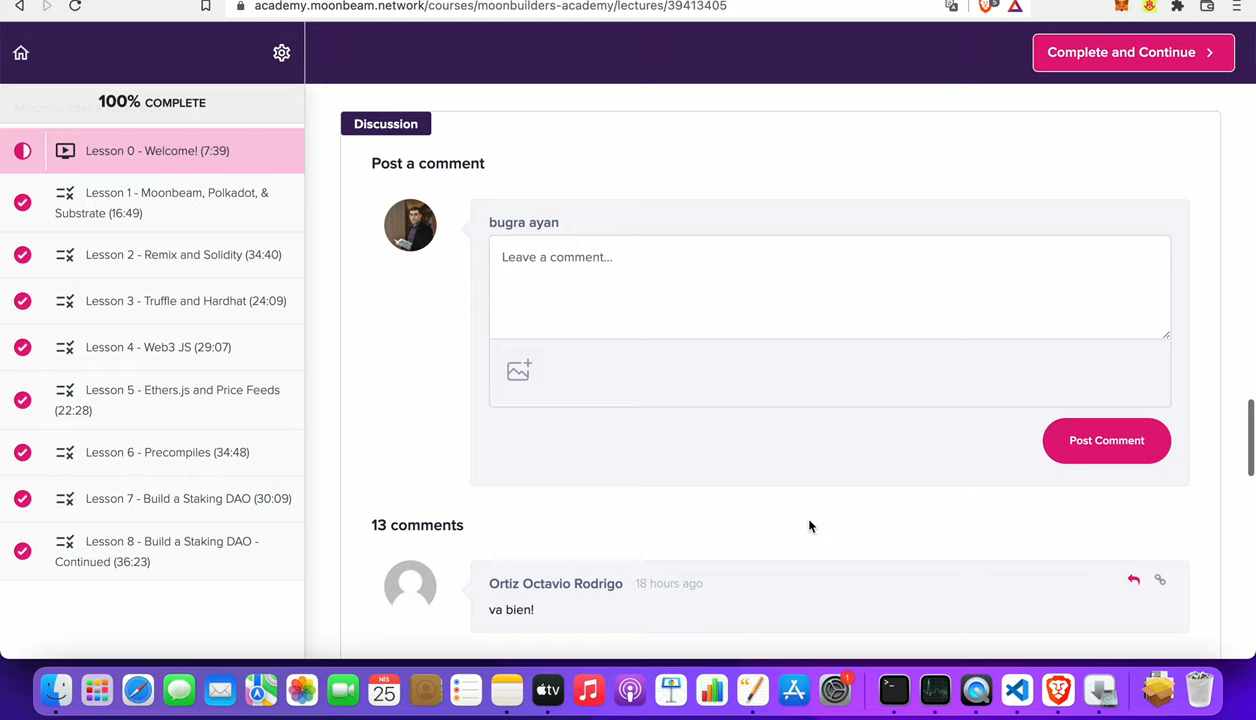 academy.moonbeam.network/courses/moonbuilders-academy/lectures/39413405
Complete and Continue
100% COMPLETE
Lesson 0 - Welcome! (7:39)
Lesson 1 - Moonbeam, Polkadot, &
Substrate (16:49)
Lesson 2 - Remix and Solidity (34:40)
Lesson 3 - Truffle and Hardhat (24:09)
Lesson 4 - Web3 JS (29:07)
Lesson 5 - Ethers.js and Price Feeds
(22:28)
Lesson 6 - Precompiles (34:48)
Lesson 7 - Build a Staking DAO (30:09)
Lesson 8 - Build a Staking DAO -
Continued (36:23)
Discussion
Post a comment
bugra ayan
Leave a comment...
Post Comment
13 comments
Ortiz Octavio Rodrigo 18 hours ago
va bien!
NİS
25
tv
1